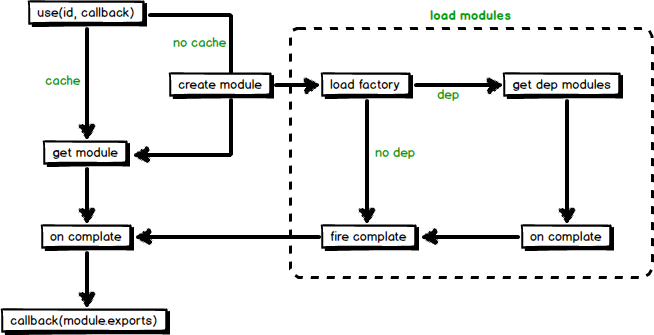 load modules
use(id, callback)
no cache
cache
create module
load factory
get dep modules
dep
get module
no dep
on complate
fire complate
on complate
callback(module.exports)